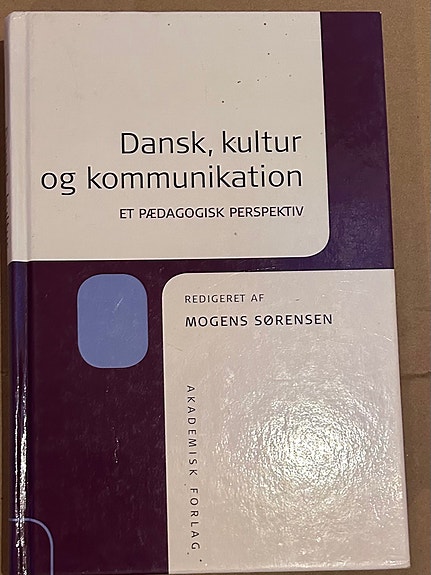 Dansk, kultur
og kommunikation
ET PÆDAGOGISK PERSPEKTIV
REDIGERET AF
MOGENS SØRENSEN
AKADEMISK FORLAG